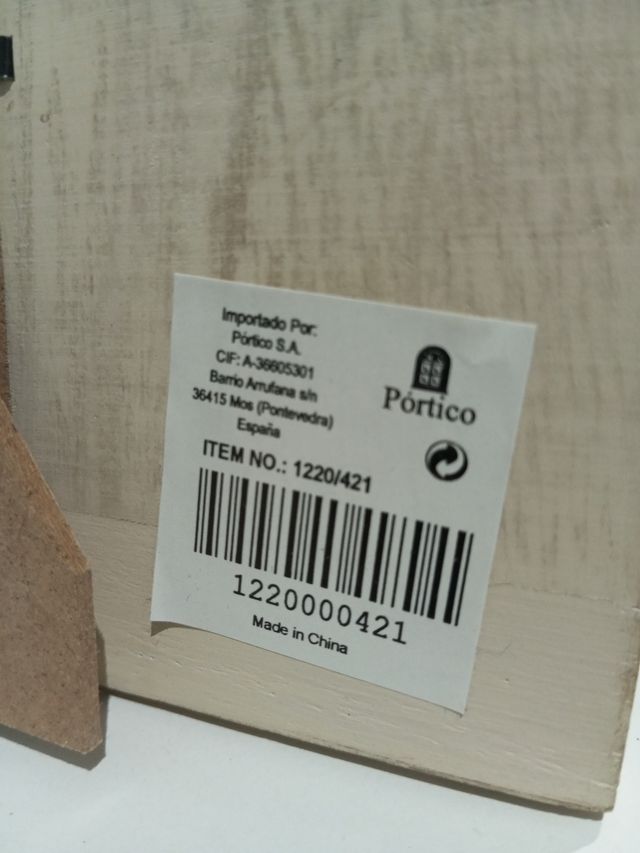 Importado Por:
Pórtico S.A.
CIF: A-36605301
Barrio Arrufana s/n
36415 Mos (Pontevedra)
España
Pórtico
ITEM NO.: 1220/421
1220000421
Made in China